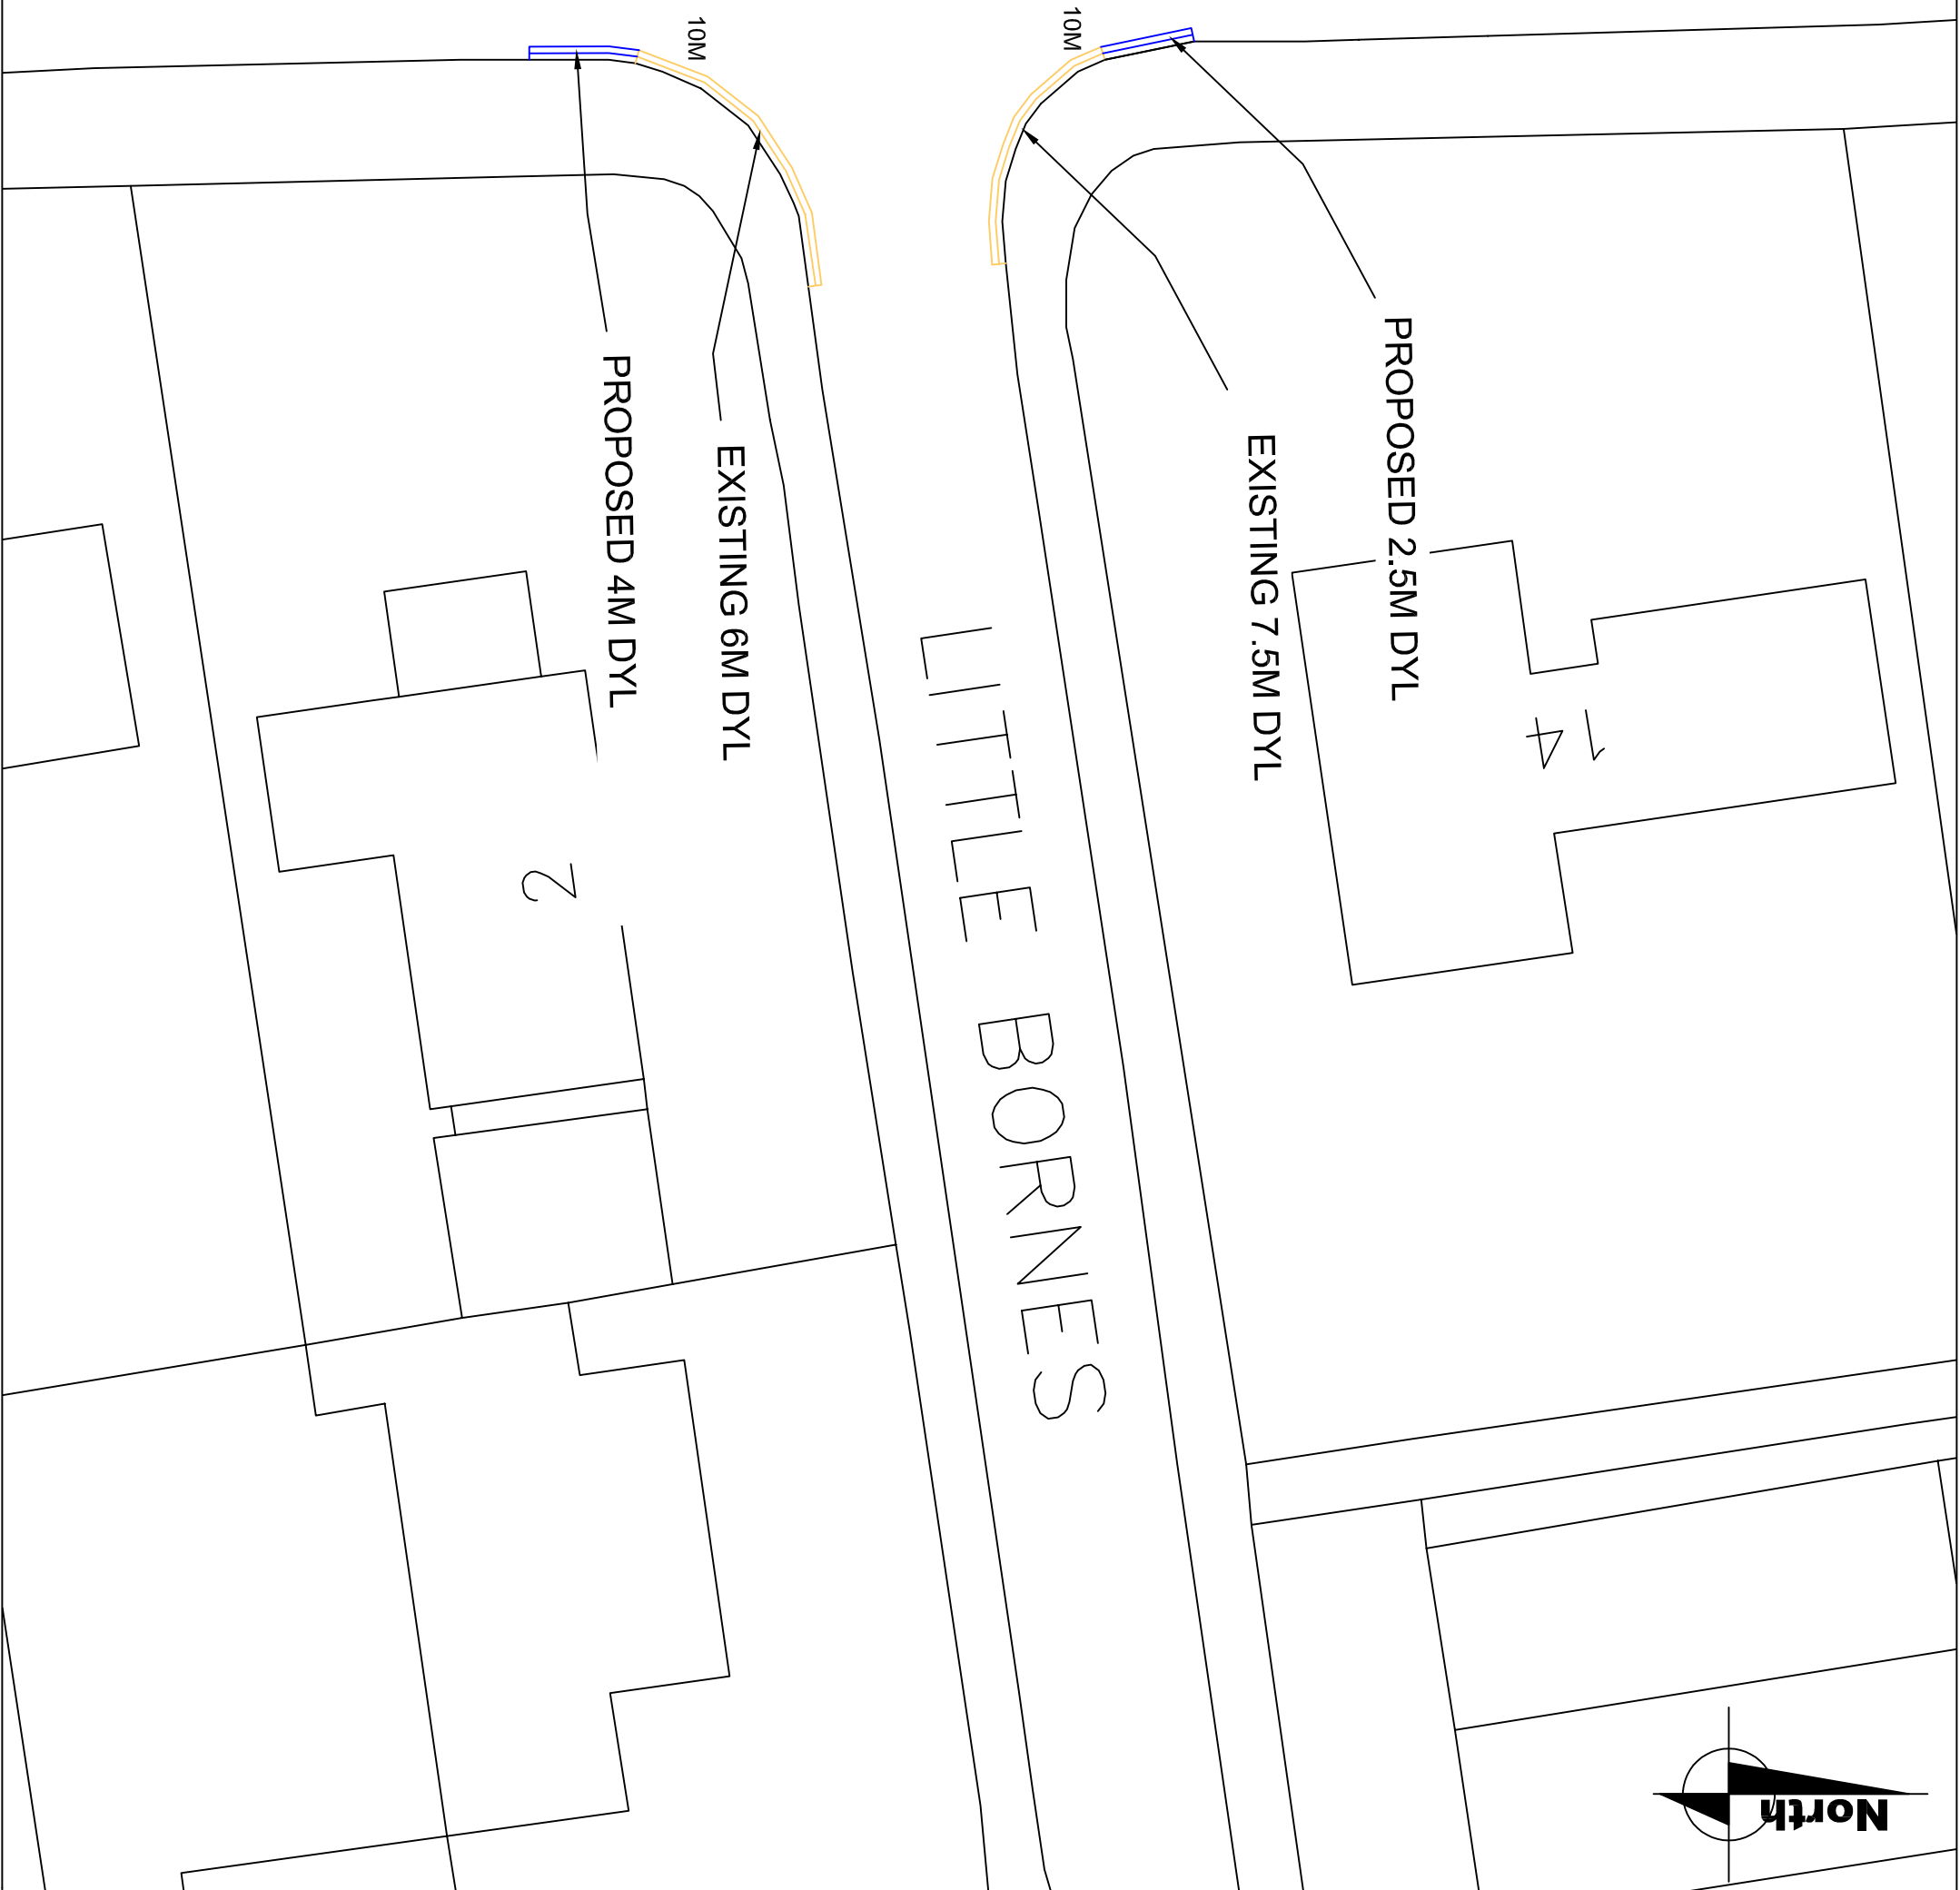 10M
10M
PROPOSED 4M DYL
EXISTING 6M DYL
EXISTING 7.5M DYL
PROPOSED 2.5M DYL
LITTLE BORNES
2
14
North